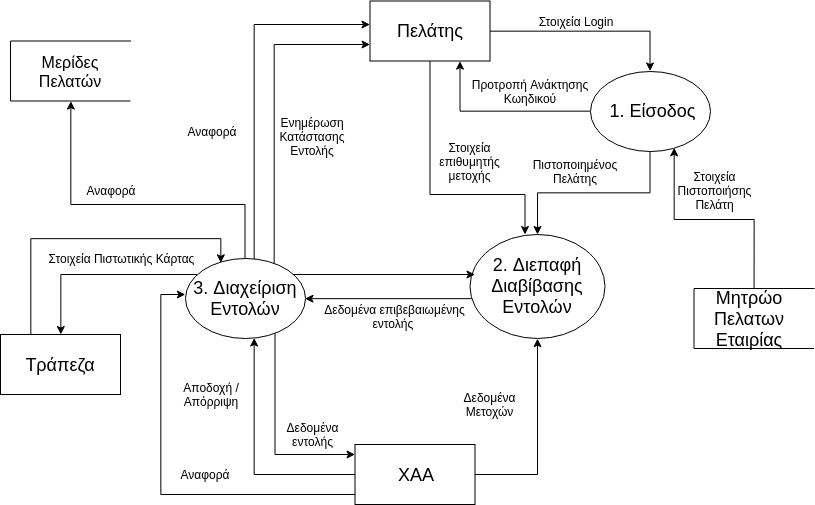 Πελάτης
Στοιχεία Login
Μερίδες
Πελατών
Προτροπή Ανάκτησης
Κωηδικού
1. Είσοδος
Αναφορά
Ενημέρωση
Κατάστασης
Εντολής
Στοιχεία
επιθυμητής
μετοχής
Πιστοποιημένος
Πελάτης
Στοιχεία
Πιστοποιήσης
Πελάτη
Αναφορά
Στοιχεία Πιστωτικής Κάρτας
3. Διαχείριση
Εντολών
2. Διεπαφή
Διαβίβασης
Εντολών
Δεδομένα επιβεβαιωμένης
εντολής
Μητρώο
Πελατων
Εταιρίας
Τράπεζα
Αποδοχή /
Απόρριψη
Δεδομένα
Μετοχών
Δεδομένα
εντολής
Αναφορά
ΧΑΑ